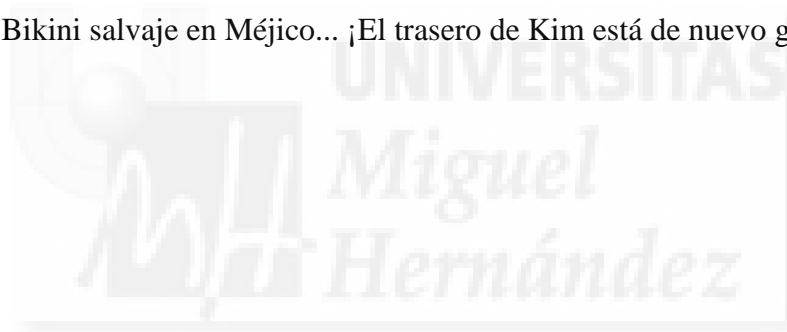 Bikini salvaje en Méjico... ¡El trasero de Kim está de nuevo g
UNIVERSITAS
Miguel
Hernández